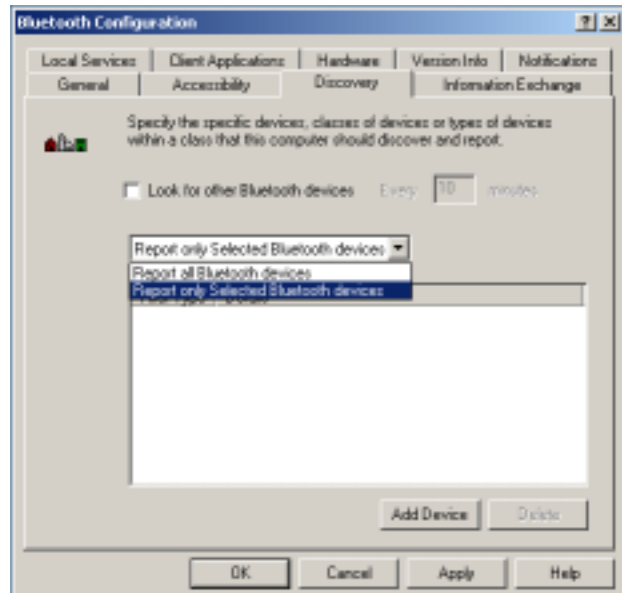 Bluetooth Configuration
Local Services Client Applications Hardware Version Info Notifications
General Accessibility Discovery Information Exchange
Specify the specific devices, classes of devices or types of devices
within a class that this computer should discover and report.
Look for other Bluetooth devices Every 10 minutes
Report only Selected Bluetooth devices
Report all Bluetooth devices
Report only Selected Bluetooth devices
Add Device Delete
OK Cancel Apply Help